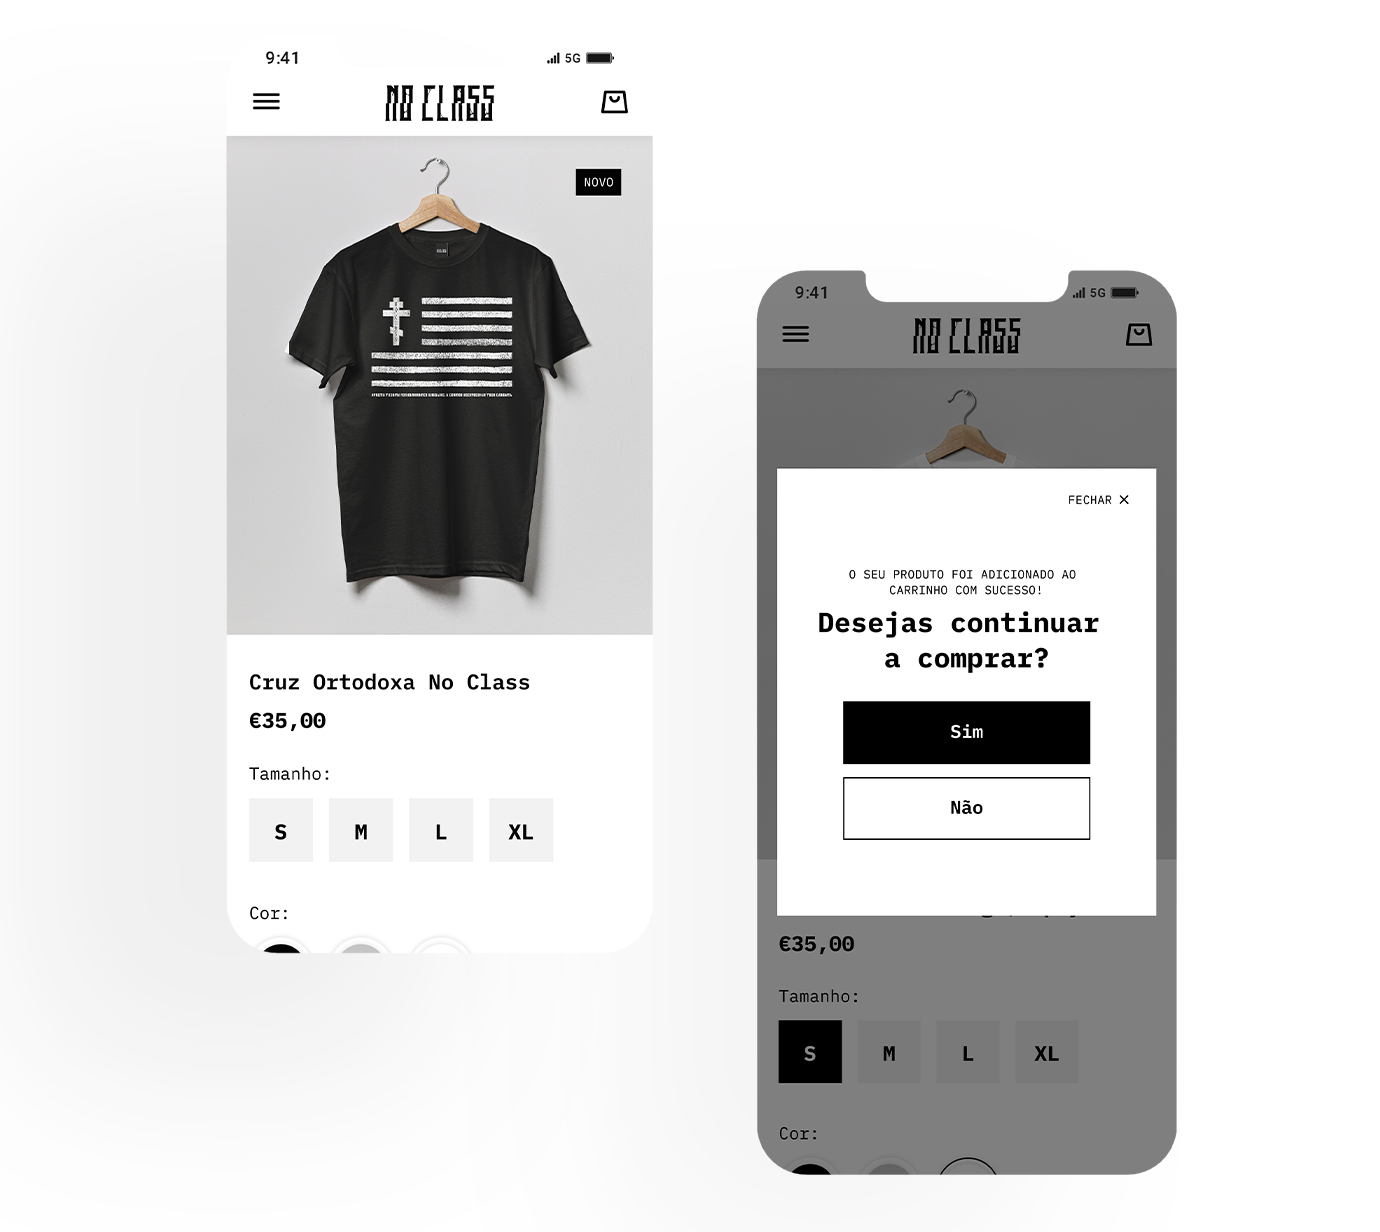 9:41
5G
NO CLASS
NOVO
Cruz Ortodoxa No Class
€35,00
Tamanho:
S M L XL
Cor:
9:41
5G
NO CLASS
FECHAR
O SEU PRODUTO FOI ADICIONADO AO
CARRINHO COM SUCESSO!
Desejas continuar
a comprar?
Sim
Não
€35,00
Tamanho:
S M L XL
Cor: